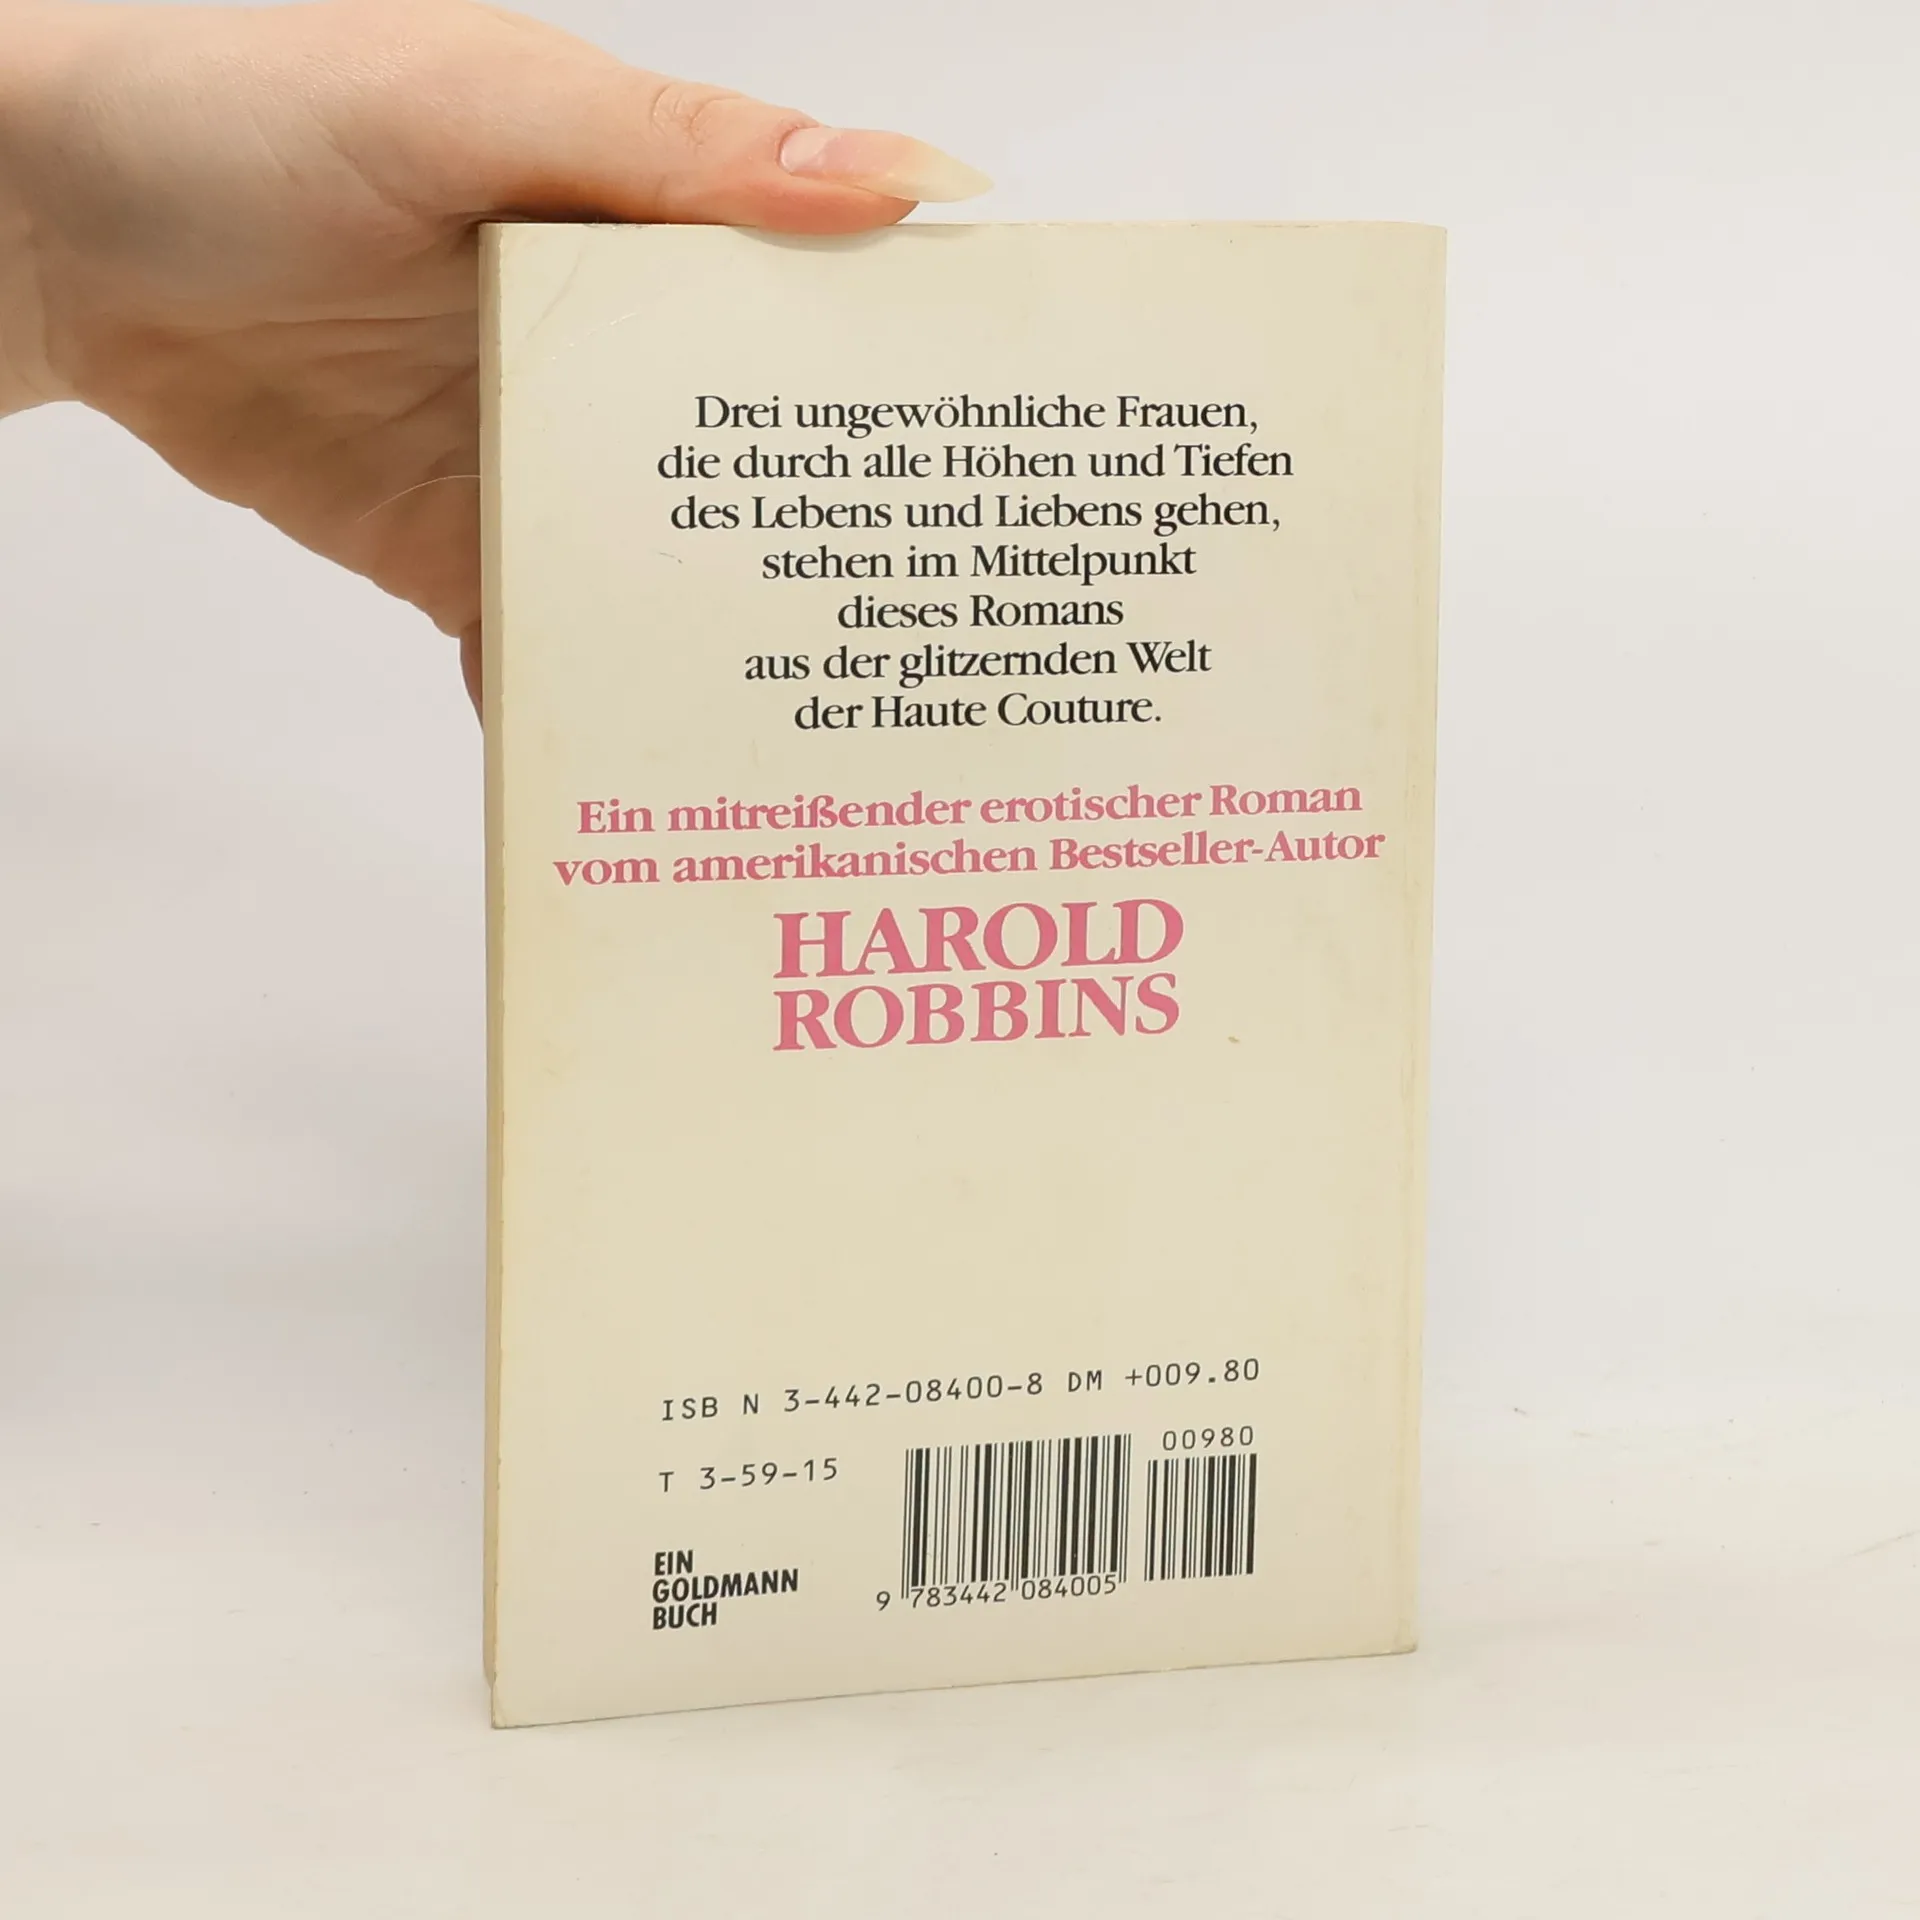 Drei ungewöhnliche Frauen,
die durch alle Höhen und Tiefen
des Lebens und Liebens gehen,
stehen im Mittelpunkt
dieses Romans
aus der glitzernden Welt
der Haute Couture.
Ein mitreißender erotischer Roman
vom amerikanischen Bestseller-Autor
HAROLD
ROBBINS
ISB N 3-442-08400-8 DM +009.80
00980
T 3-59-15
EIN
GOLDMANN
BUCH
9 783442 084005